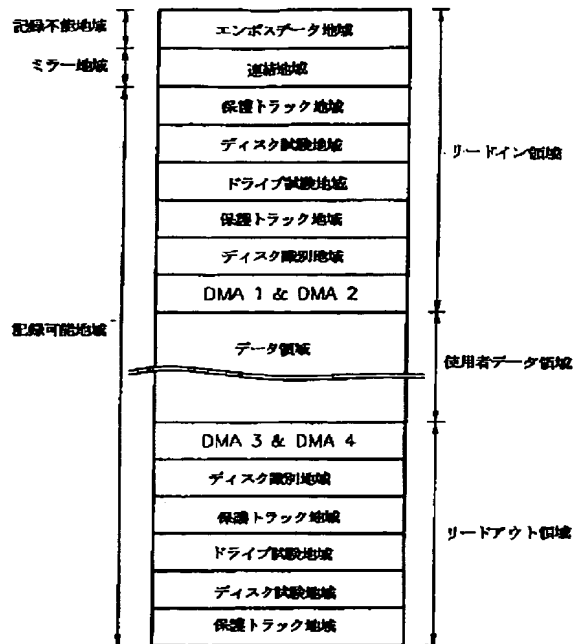 記録不能地域
エンボスデータ地域
ミラー地域
連結地域
保護トラック地域
ディスク試験地域
リードイン領域
ドライブ試験地域
保護トラック地域
ディスク識別地域
DMA 1 & DMA 2
記録可能地域
データ領域
使用者データ領域
DMA 3 & DMA 4
ディスク識別地域
保護トラック地域
リードアウト領域
ドライブ試験地域
ディスク試験地域
保護トラック地域